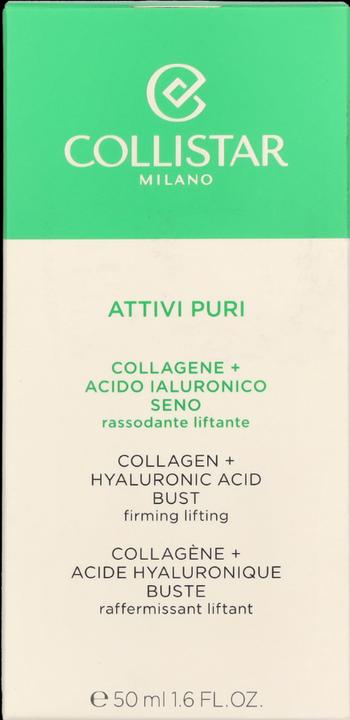 COLLISTAR
MILANO
ATTIVI PURI
COLLAGENE +
ACIDO IALURONICO
SENO
rassodante liftante
COLLAGEN +
HYALURONIC ACID
BUST
firming lifting
COLLAGÈNE +
ACIDE HYALURONIQUE
BUSTE
raffermissant liftant
℮ 50 ml 1.6 FL.OZ.